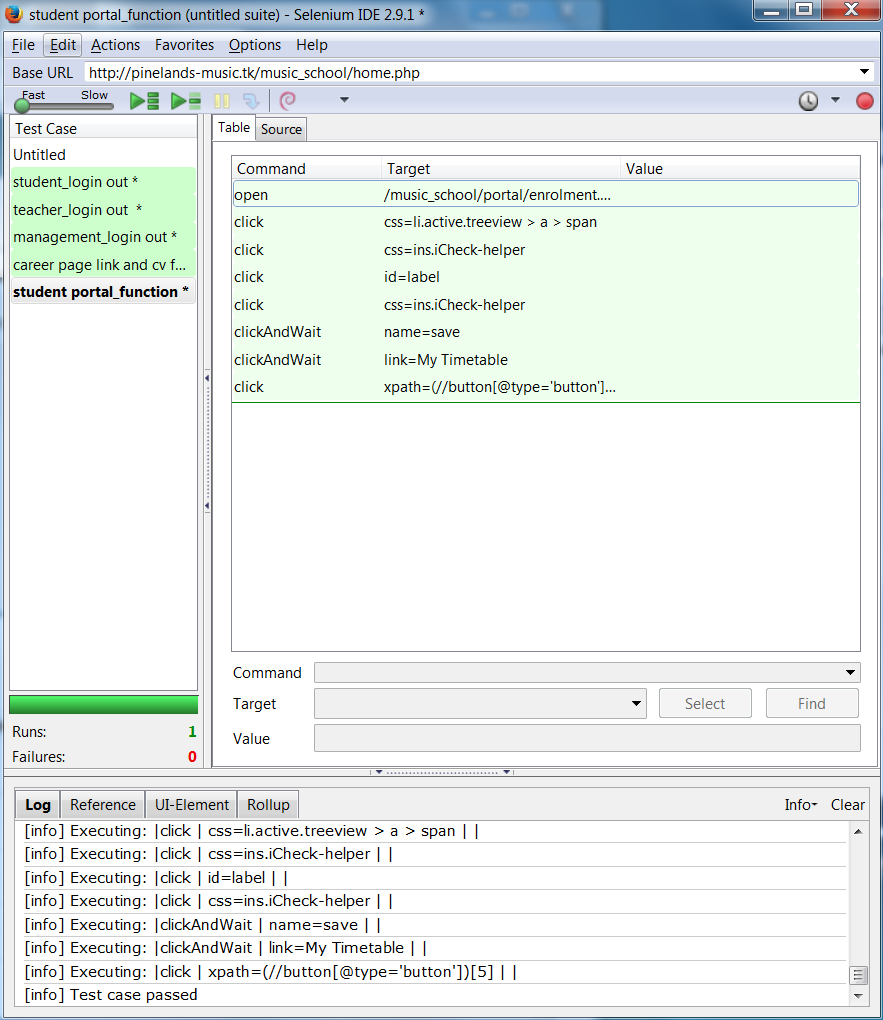 student portal_function (untitled suite) - Selenium IDE 2.9.1 *
File Edit Actions Favorites Options Help
Base URL http://pinelands-music.tk/music_school/home.php
Fast Slow
Test Case
Untitled
student_login out *
teacher_login out *
management_login out *
career page link and cv f...
student portal_function *
Runs: 1
Failures: 0
Table Source
Command Target Value
open /music_school/portal/enrolment....
click css=li.active.treeview > a > span
click css=ins.iCheck-helper
click id=label
click css=ins.iCheck-helper
clickAndWait name=save
clickAndWait link=My Timetable
click xpath=(//button[@type='button']...
Command
Target Select Find
Value
Log Reference UI-Element Rollup Info Clear
[info] Executing: |click | css=li.active.treeview > a > span | |
[info] Executing: |click | css=ins.iCheck-helper | |
[info] Executing: |click | id=label | |
[info] Executing: |click | css=ins.iCheck-helper | |
[info] Executing: |clickAndWait | name=save | |
[info] Executing: |clickAndWait | link=My Timetable | |
[info] Executing: |click | xpath=(//button[@type='button'])[5] | |
[info] Test case passed